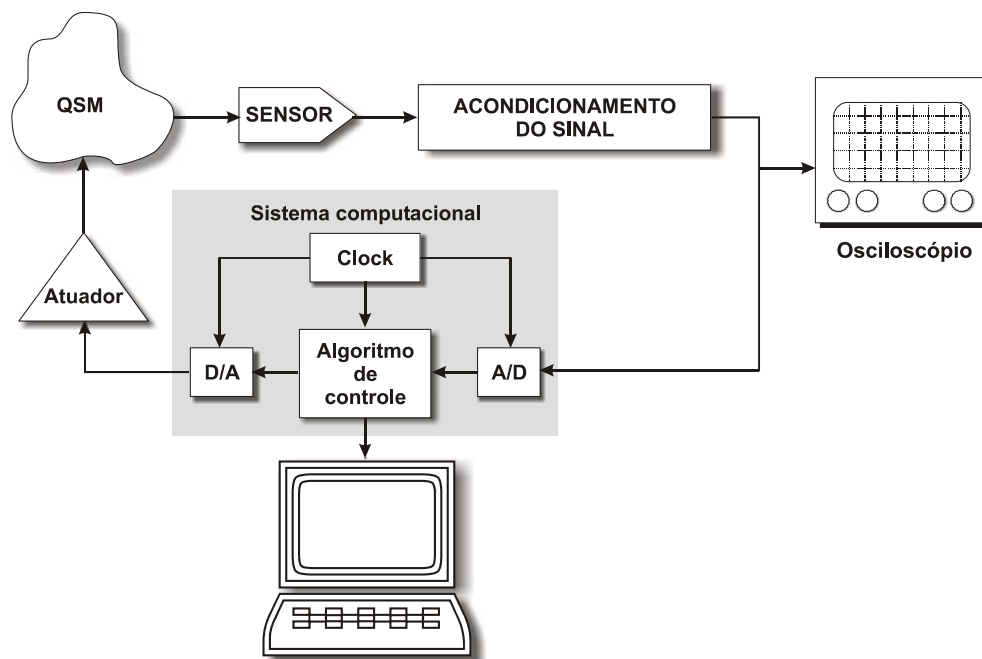 QSM
SENSOR
ACONDICIONAMENTO
DO SINAL
Osciloscópio
Sistema computacional
Clock
Atuador
D/A
Algoritmo
de
controle
A/D